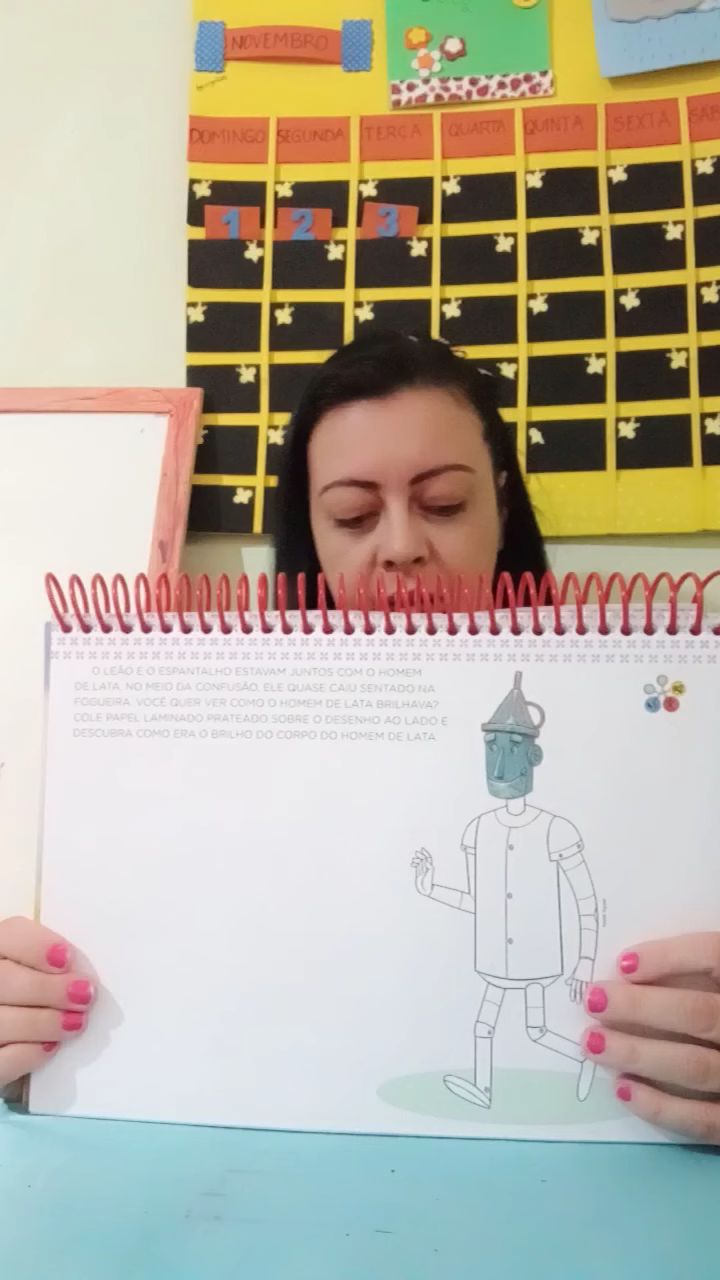 NOVEMBRO
DOMINGO SEGUNDA TERÇA QUARTA QUINTA SEXTA
1 2 3
O LEÃO E O ESPANTALHO ESTAVAM JUNTOS COM O HOMEM
DE LATA, NO MEIO DA CONFUSÃO, ELE QUASE CAIU SENTADO NA
FOGUEIRA. VOCÊ QUER VER COMO O HOMEM DE LATA BRILHAVA?
COLE PAPEL LAMINADO PRATEADO SOBRE O DESENHO AO LADO E
DESCUBRA COMO ERA O BRILHO DO CORPO DO HOMEM DE LATA.